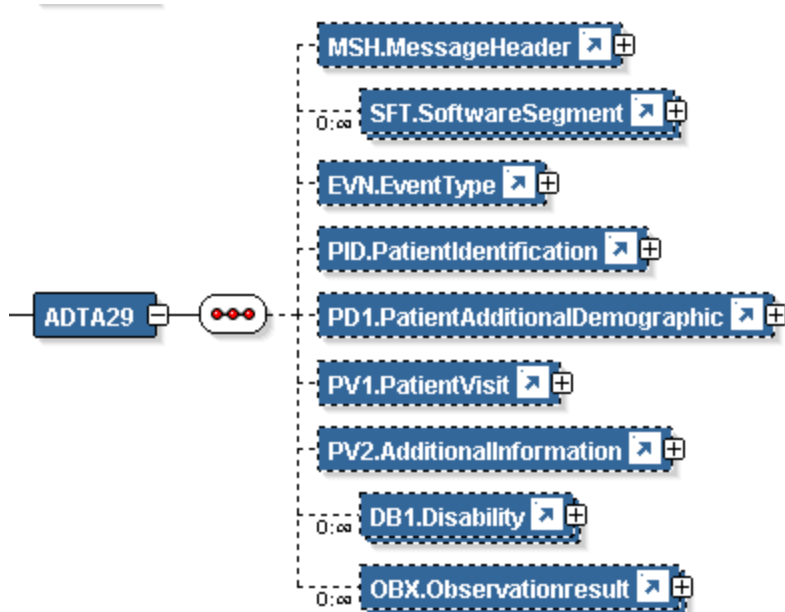 MSH.MessageHeader
0:∞
SFT.SoftwareSegment
EVN.EventType
PID.PatientIdentification
ADTA29
PD1.PatientAdditionalDemographic
PV1.PatientVisit
PV2.AdditionalInformation
0:∞
DB1.Disability
0:∞
OBX.Observationresult